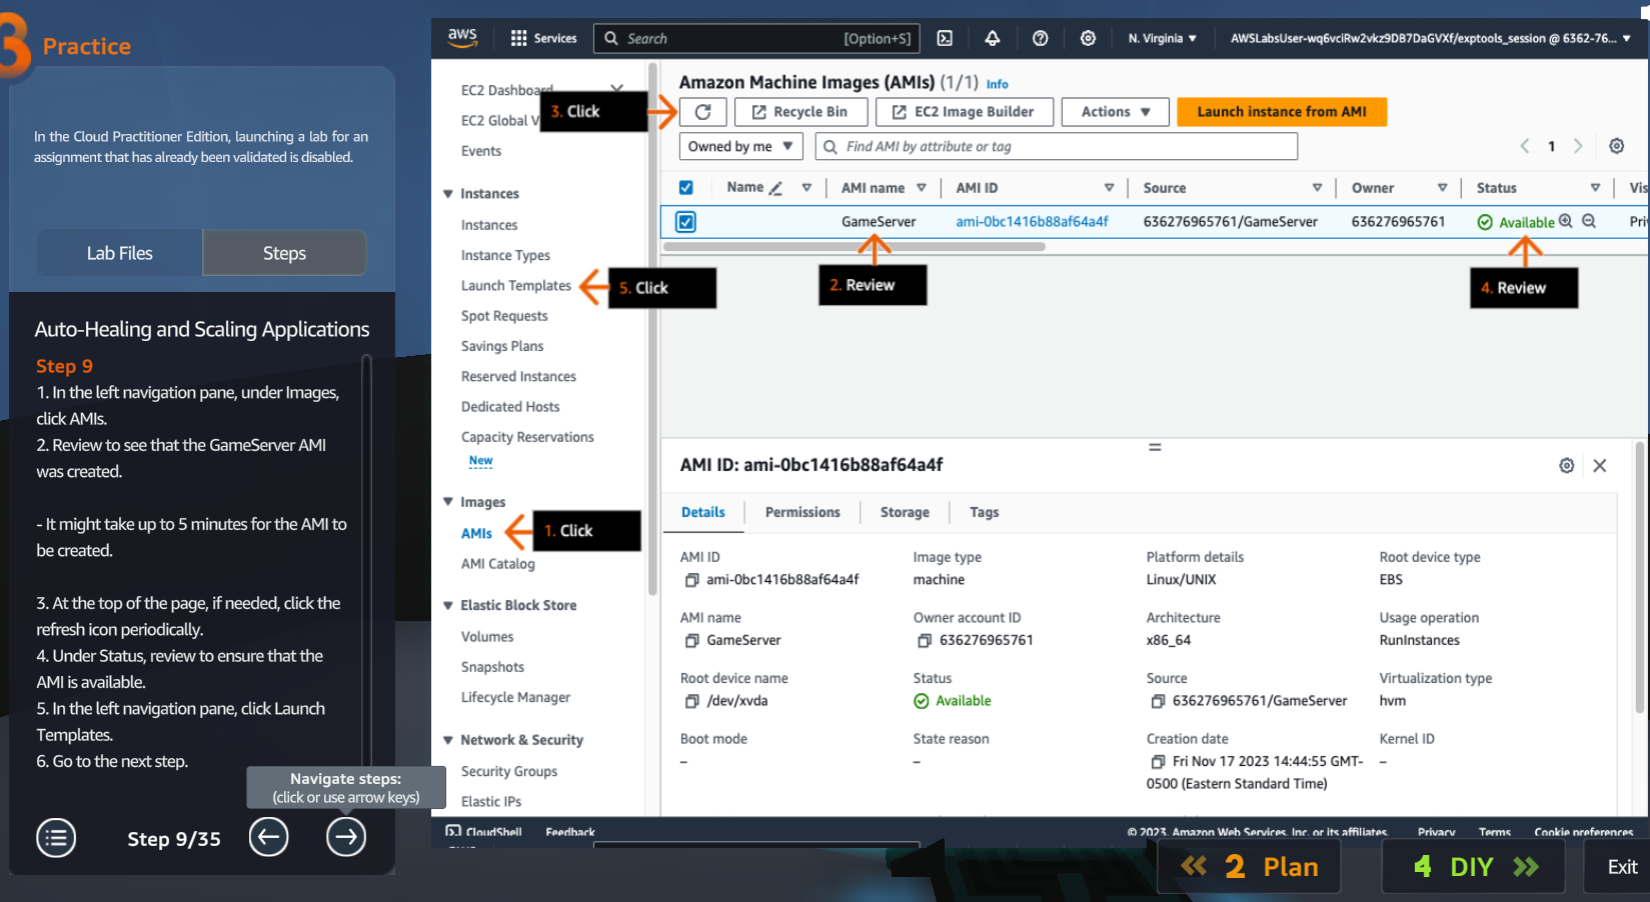 3 Practice
In the Cloud Practitioner Edition, launching a lab for an
assignment that has already been validated is disabled.
Lab Files
Steps
Auto-Healing and Scaling Applications
Step 9
1. In the left navigation pane, under Images,
click AMIs.
2. Review to see that the GameServer AMI
was created.
- It might take up to 5 minutes for the AMI to
be created.
3. At the top of the page, if needed, click the
refresh icon periodically.
4. Under Status, review to ensure that the
AMI is available.
5. In the left navigation pane, click Launch
Templates.
6. Go to the next step.
Navigate steps:
(click or use arrow keys)
Step 9/35
aws
Services
Search
[Option+S]
N. Virginia
AWSLabsUser-wq6vciRw2vkz9DB7DaGVXf/exptools_session @ 6362-76...
EC2 Dashboard
EC2 Global V
Events
Instances
Instances
Instance Types
Launch Templates
Spot Requests
Savings Plans
Reserved Instances
Dedicated Hosts
Capacity Reservations
New
Images
AMIs
AMI Catalog
Elastic Block Store
Volumes
Snapshots
Lifecycle Manager
Network & Security
Security Groups
Elastic IPs
3. Click
5. Click
1. Click
Amazon Machine Images (AMIs) (1/1) Info
Recycle Bin
EC2 Image Builder
Actions
Launch instance from AMI
Owned by me
Find AMI by attribute or tag
1
Name
AMI name
AMI ID
Source
Owner
Status
Vis
GameServer
ami-0bc1416b88af64a4f
636276965761/GameServer
636276965761
Available
Pri
2. Review
4. Review
AMI ID: ami-0bc1416b88af64a4f
Details
Permissions
Storage
Tags
AMI ID
ami-0bc1416b88af64a4f
Image type
machine
Platform details
Linux/UNIX
Root device type
EBS
AMI name
GameServer
Owner account ID
636276965761
Architecture
x86_64
Usage operation
RunInstances
Root device name
/dev/xvda
Status
Available
Source
636276965761/GameServer
Virtualization type
hvm
Boot mode
–
State reason
–
Creation date
Fri Nov 17 2023 14:44:55 GMT-
0500 (Eastern Standard Time)
Kernel ID
–
CloudShell
Feedback
© 2023, Amazon Web Services, Inc. or its affiliates.
Privacy
Terms
Cookie preferences
2 Plan
4 DIY
Exit